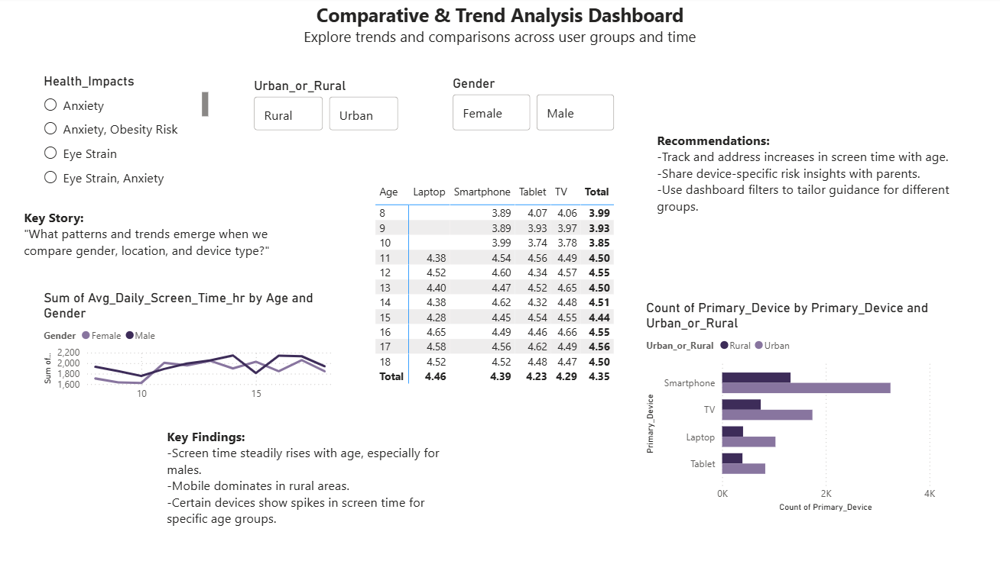 Comparative & Trend Analysis Dashboard
Explore trends and comparisons across user groups and time
Health_Impacts
Anxiety
Anxiety, Obesity Risk
Eye Strain
Eye Strain, Anxiety
Urban_or_Rural
Rural Urban
Gender
Female Male
Recommendations:
-Track and address increases in screen time with age.
-Share device-specific risk insights with parents.
-Use dashboard filters to tailor guidance for different
groups.
Key Story:
"What patterns and trends emerge when we
compare gender, location, and device type?"
Age Laptop Smartphone Tablet TV Total
8 3.89 4.07 4.06 3.99
9 3.89 3.93 3.97 3.93
10 3.99 3.74 3.78 3.85
11 4.38 4.54 4.56 4.49 4.50
12 4.52 4.60 4.34 4.57 4.55
13 4.40 4.47 4.52 4.65 4.50
14 4.38 4.62 4.32 4.48 4.51
15 4.28 4.45 4.54 4.55 4.44
16 4.65 4.49 4.46 4.66 4.55
17 4.58 4.56 4.62 4.49 4.56
18 4.52 4.52 4.48 4.47 4.50
Total 4.46 4.39 4.23 4.29 4.35
Sum of Avg_Daily_Screen_Time_hr by Age and
Gender
Gender Female Male
Sum of...
2,200
2,000
1,800
1,600
10 15
Count of Primary_Device by Primary_Device and
Urban_or_Rural
Urban_or_Rural Rural Urban
Primary_Device
Smartphone
TV
Laptop
Tablet
0K 2K 4K
Count of Primary_Device
Key Findings:
-Screen time steadily rises with age, especially for
males.
-Mobile dominates in rural areas.
-Certain devices show spikes in screen time for
specific age groups.